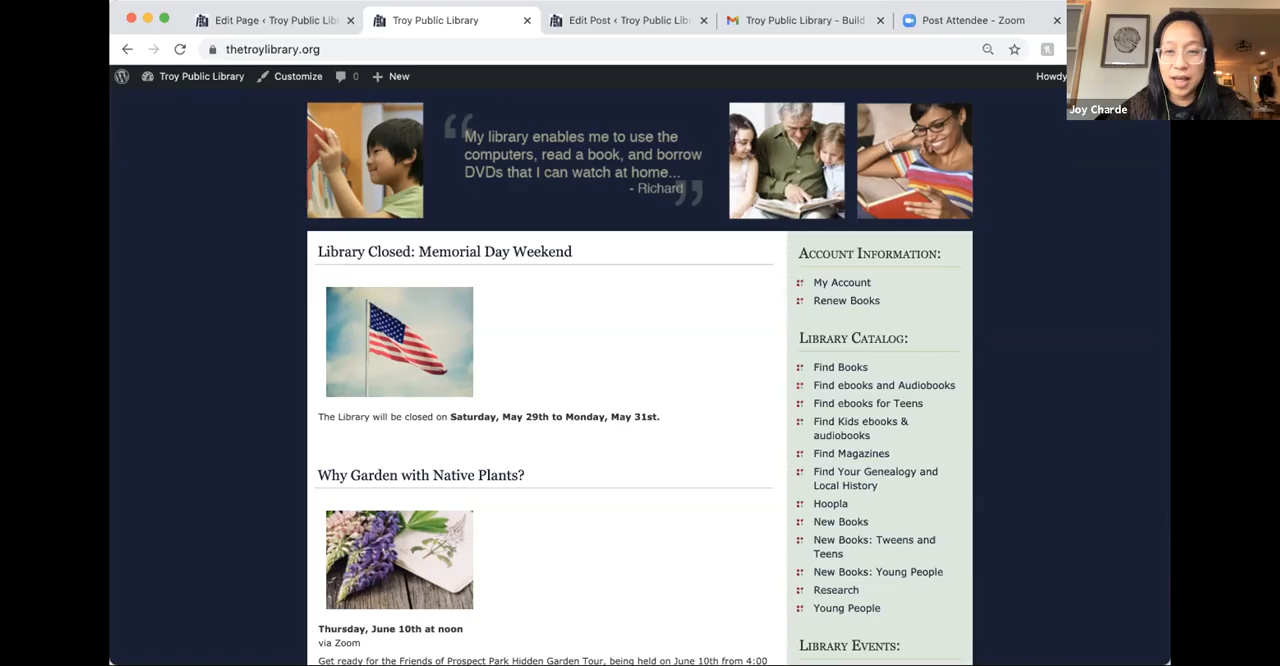 Edit Page ‹ Troy Public Lib
Troy Public Library
Edit Post ‹ Troy Public Lib
Troy Public Library - Build
Post Attendee - Zoom
thetroylibrary.org
Troy Public Library
Customize
0
New
Howdy
Joy Charde
“My library enables me to use the
computers, read a book, and borrow
DVDs that I can watch at home...
- Richard”
Library Closed: Memorial Day Weekend
The Library will be closed on Saturday, May 29th to Monday, May 31st.
Why Garden with Native Plants?
Thursday, June 10th at noon
via Zoom
Get ready for the Friends of Prospect Park Hidden Garden Tour, being held on June 10th from 4:00
Account Information:
My Account
Renew Books
Library Catalog:
Find Books
Find ebooks and Audiobooks
Find ebooks for Teens
Find Kids ebooks &
audiobooks
Find Magazines
Find Your Genealogy and
Local History
Hoopla
New Books
New Books: Tweens and
Teens
New Books: Young People
Research
Young People
Library Events: